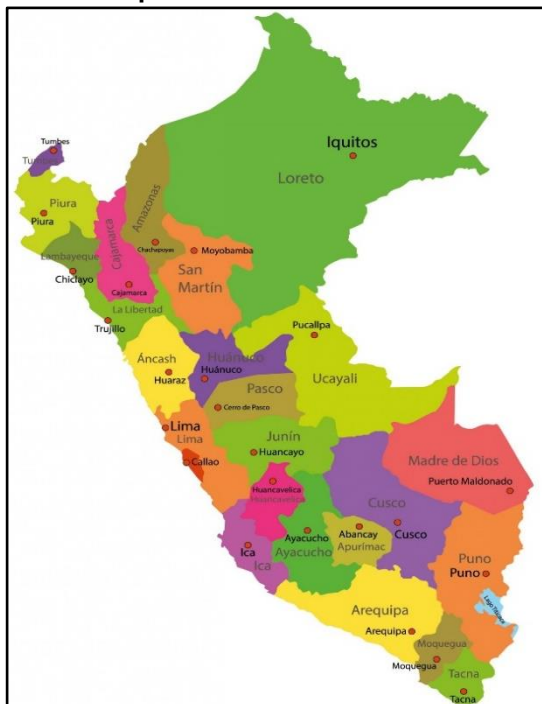 Tumbes
Tumbes
Piura
Piura
Lambayeque
Chiclayo
Cajamarca
Cajamarca
Amazonas
Chachapoyas
Iquitos
Loreto
Moyobamba
San
Martín
La Libertad
Trujillo
Áncash
Huaraz
Huánuco
Huánuco
Pucallpa
Ucayali
Pasco
Cerro de Pasco
Lima
Lima
Callao
Junín
Huancayo
Madre de Dios
Puerto Maldonado
Huancavelica
Huancavelica
Cusco
Cusco
Ica
Ica
Ayacucho
Ayacucho
Abancay
Apurímac
Puno
Puno
Lago Titicaca
Arequipa
Arequipa
Moquegua
Moquegua
Tacna
Tacna